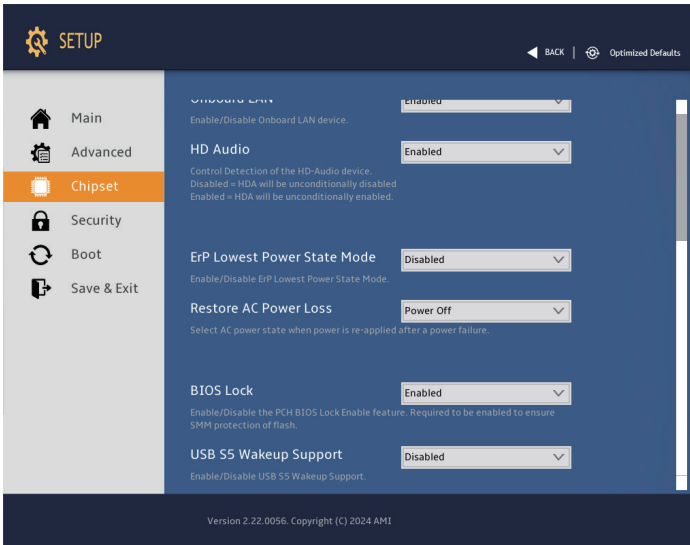 SETUP
BACK
Optimized Defaults
Main
Advanced
Chipset
Security
Boot
Save & Exit
Onboard LAN
Enabled
Enable/Disable Onboard LAN device.
HD Audio
Enabled
Control Detection of the HD-Audio device.
Disabled = HDA will be unconditionally disabled
Enabled = HDA will be unconditionally enabled.
ErP Lowest Power State Mode
Disabled
Enable/Disable ErP Lowest Power State Mode.
Restore AC Power Loss
Power Off
Select AC power state when power is re-applied after a power failure.
BIOS Lock
Enabled
Enable/Disable the PCH BIOS Lock Enable feature. Required to be enabled to ensure
SMM protection of flash.
USB S5 Wakeup Support
Disabled
Enable/Disable USB S5 Wakeup Support.
Version 2.22.0056. Copyright (C) 2024 AMI